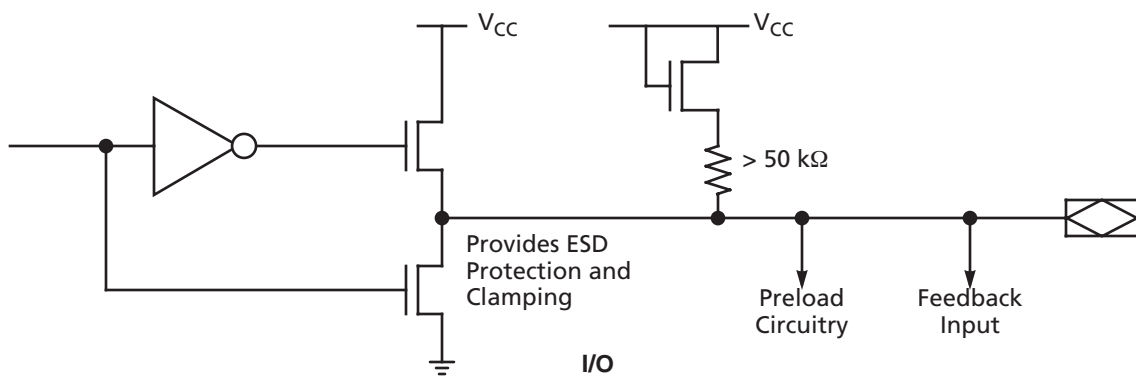 V_CC
V_CC
> 50 kΩ
Provides ESD
Protection and
Clamping
Preload
Circuitry
Feedback
Input
I/O